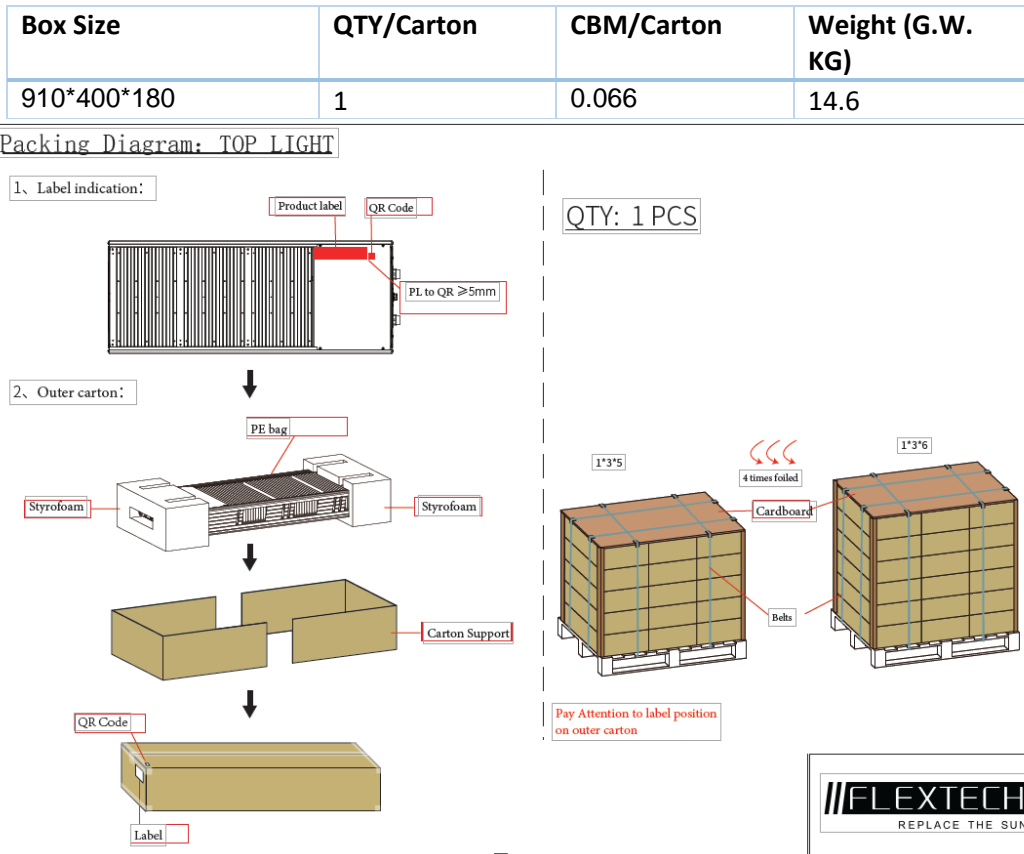 Box Size QTY/Carton CBM/Carton Weight (G.W. KG)
910*400*180 1 0.066 14.6
Packing Diagram: TOP LIGHT
1、Label indication：
Product label
QR Code
PL to QR ≥5mm
2、Outer carton：
PE bag
Styrofoam
Styrofoam
Carton Support
QR Code
Label
QTY: 1 PCS
1*3*5
4 times foiled
1*3*6
Cardboard
Belts
Pay Attention to label position
on outer carton
FLEXTECH
REPLACE THE SUN